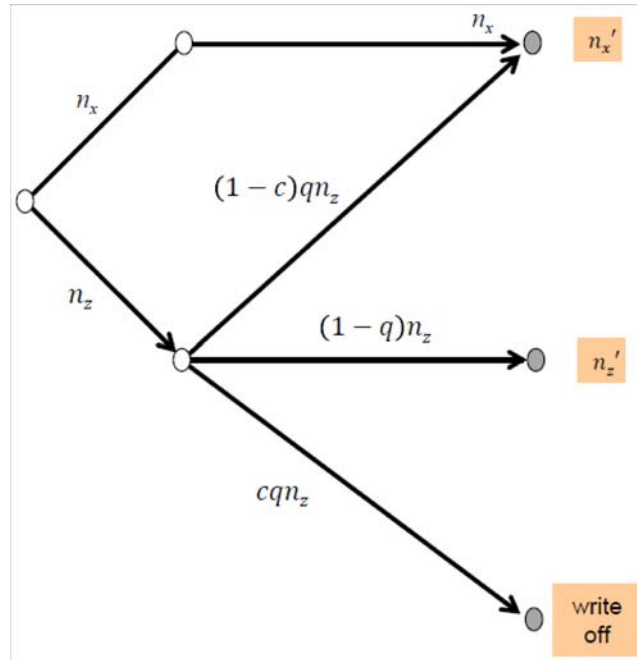 n_x n_x'
n_x
(1 − c)qn_z
n_z
(1 − q)n_z
n_z'
cqn_z
write
off